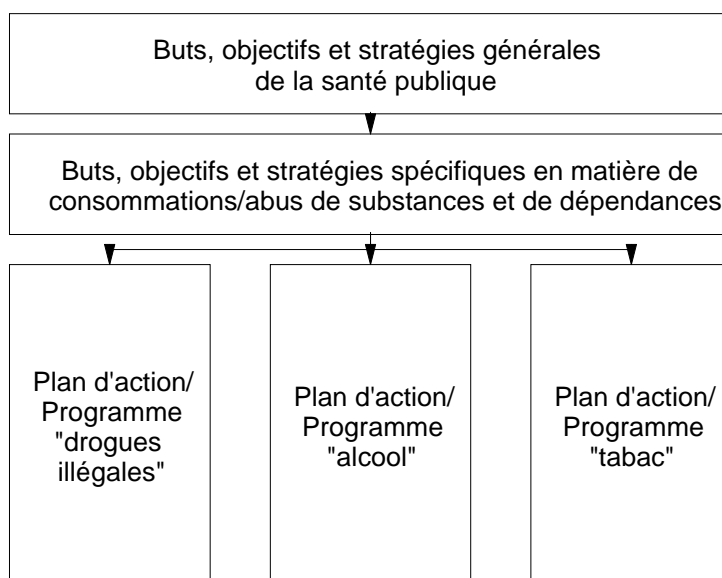 Buts, objectifs et stratégies générales
de la santé publique
Buts, objectifs et stratégies spécifiques en matière de
consommations/abus de substances et de dépendances
Plan d'action/
Programme
"drogues
illégales"
Plan d'action/
Programme
"alcool"
Plan d'action/
Programme
"tabac"